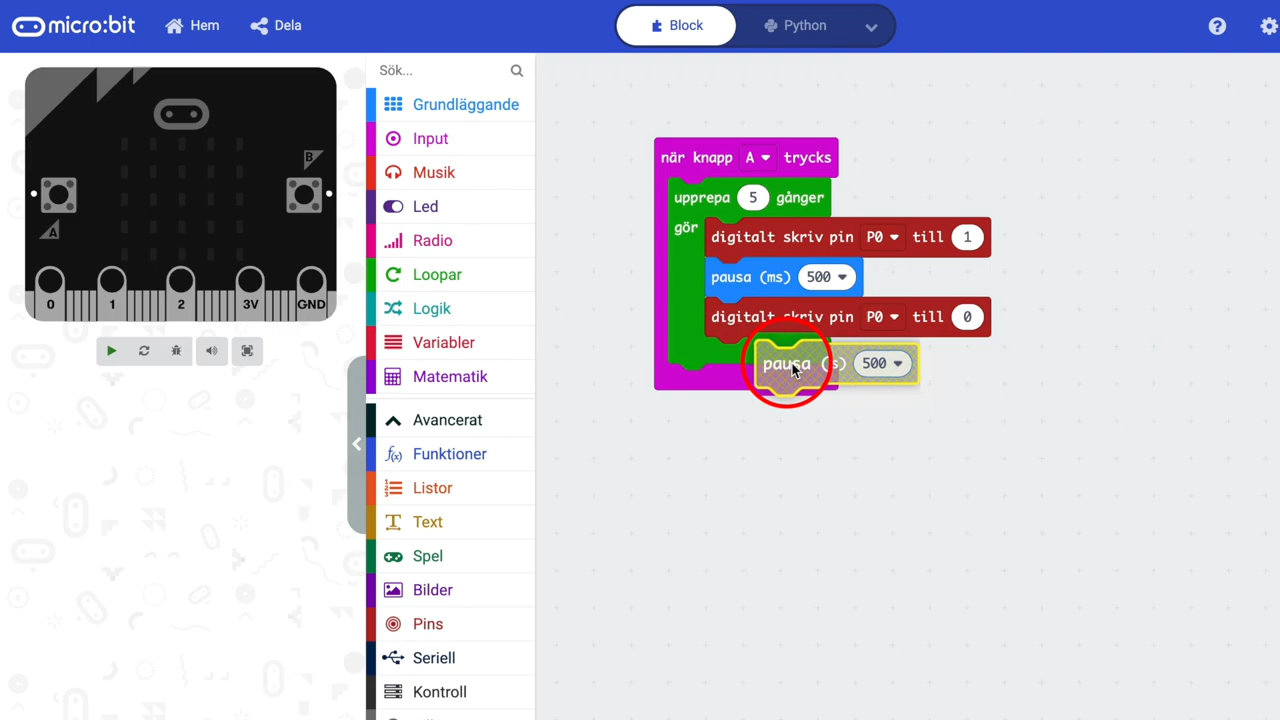 micro:bit
Hem
Dela
Block
Python
?
B
A
0
1
2
3V
GND
Sök...
Grundläggande
Input
Musik
Led
Radio
Loopar
Logik
Variabler
Matematik
Avancerat
f(x) Funktioner
Listor
T Text
Spel
Bilder
Pins
Seriell
Kontroll
när knapp A trycks
upprepa 5 gånger
gör
digitalt skriv pin P0 till 1
pausa (ms) 500
digitalt skriv pin P0 till 0
pausa s) 500